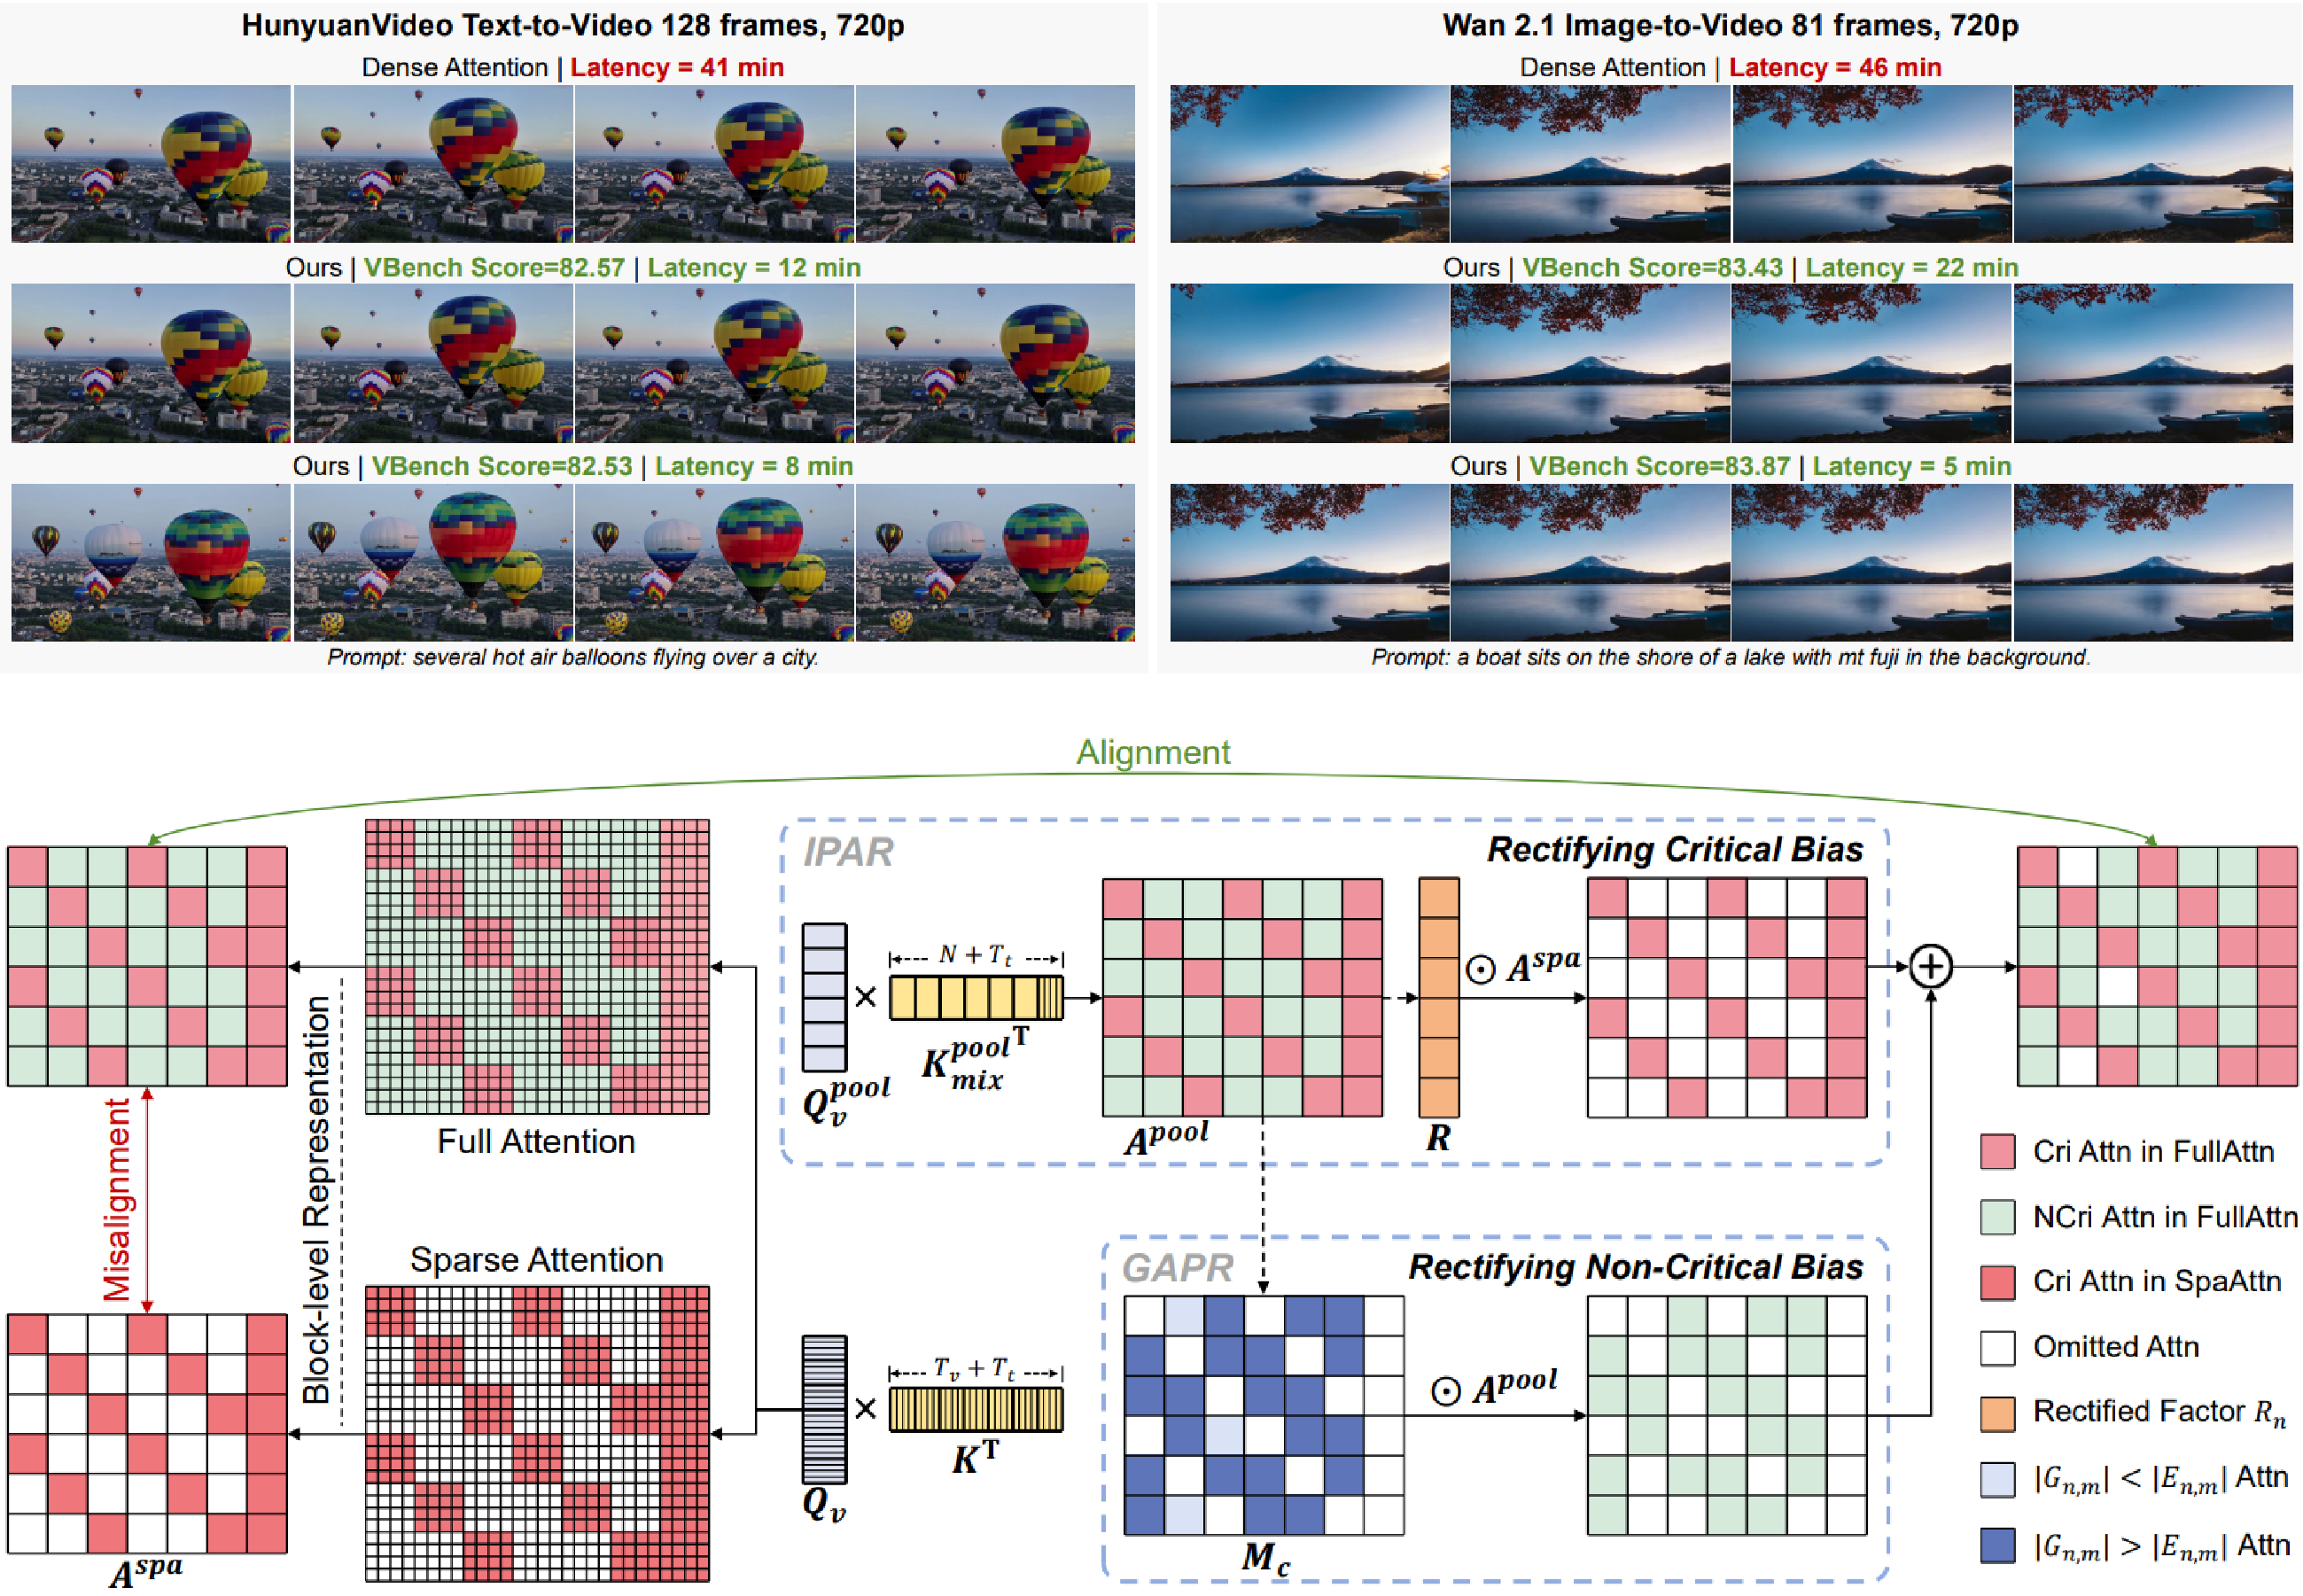 HunyuanVideo Text-to-Video 128 frames, 720p
Dense Attention | Latency = 41 min
Ours | VBench Score=82.57 | Latency = 12 min
Ours | VBench Score=82.53 | Latency = 8 min
Prompt: several hot air balloons flying over a city.
Wan 2.1 Image-to-Video 81 frames, 720p
Dense Attention | Latency = 46 min
Ours | VBench Score=83.43 | Latency = 22 min
Ours | VBench Score=83.87 | Latency = 5 min
Prompt: a boat sits on the shore of a lake with mt fuji in the background.
Alignment
Misalignment
Block-level Representation
Full Attention
Sparse Attention
A^{spa}
IPAR
Rectifying Critical Bias
Q_v^{pool}
×
N + T_t
K_{mix}^{pool^T}
A^{pool}
R
⊙ A^{spa}
Q_v
×
T_v + T_t
K^T
GAPR
Rectifying Non-Critical Bias
M_c
⊙ A^{pool}
+
Cri Attn in FullAttn
NCri Attn in FullAttn
Cri Attn in SpaAttn
Omitted Attn
Rectified Factor R_n
|G_{n,m}| < |E_{n,m}| Attn
|G_{n,m}| > |E_{n,m}| Attn